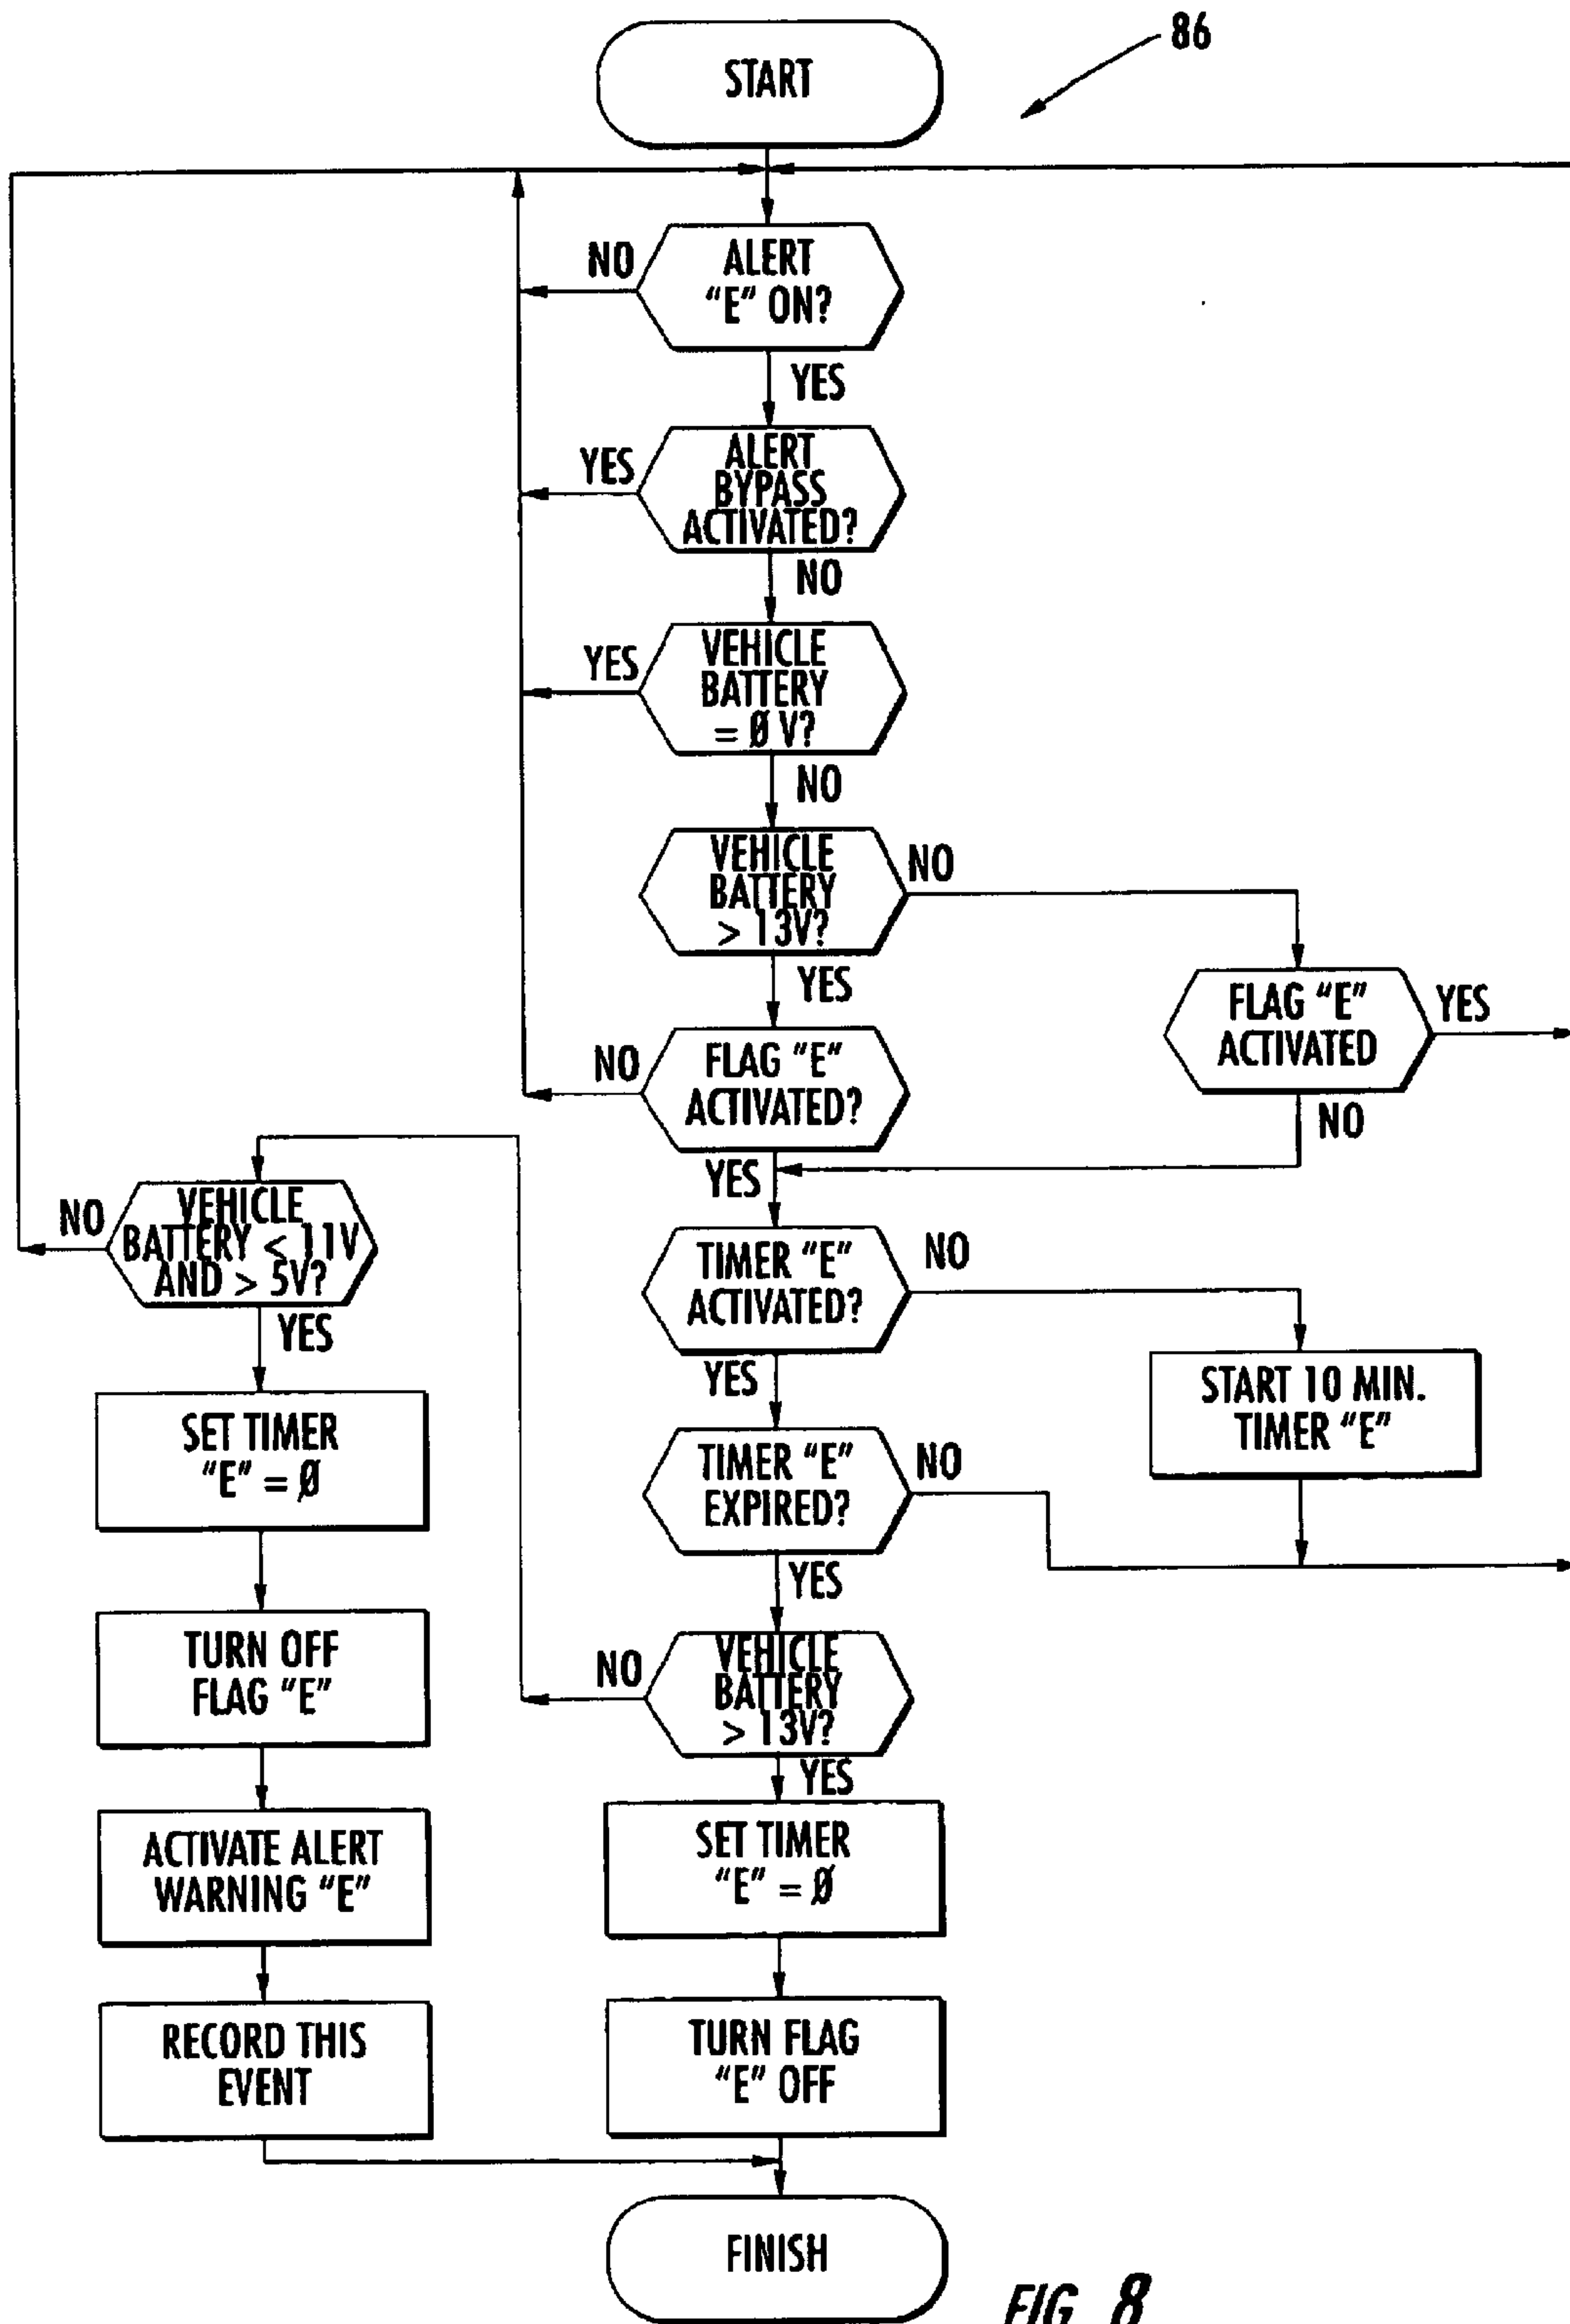 86
START
ALERT
"E" ON?
NO
YES
ALERT
BYPASS
ACTIVATED?
YES
NO
VEHICLE
BATTERY
= Ø V?
YES
NO
VEHICLE
BATTERY
> 13V?
NO
YES
FLAG "E"
ACTIVATED
YES
NO
FLAG "E"
ACTIVATED?
NO
YES
VEHICLE
BATTERY < 11V
AND > 5V?
NO
YES
TIMER "E"
ACTIVATED?
NO
YES
START 10 MIN.
TIMER "E"
SET TIMER
"E" = Ø
TIMER "E"
EXPIRED?
NO
YES
TURN OFF
FLAG "E"
VEHICLE
BATTERY
> 13V?
NO
YES
ACTIVATE ALERT
WARNING "E"
SET TIMER
"E" = Ø
RECORD THIS
EVENT
TURN FLAG
"E" OFF
FINISH
FIG 8